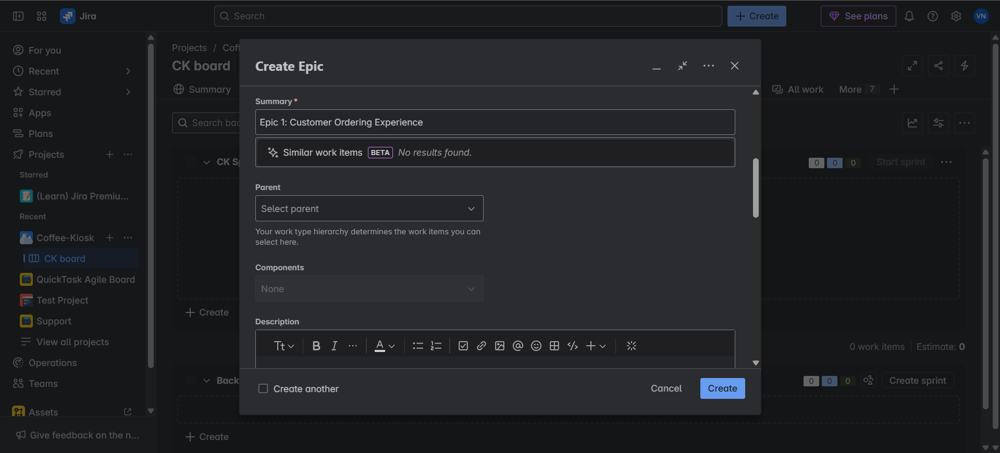 Jira
Search
Create
See plans
VN
For you
Recent
Starred
Apps
Plans
Projects
Starred
(Learn) Jira Premiu...
Recent
Coffee-Kiosk
CK board
QuickTask Agile Board
Test Project
Support
View all projects
Operations
Teams
Assets
Give feedback on the n...
Projects / Coff
CK board
Summary
All work
More 7
Search bac
CK Sp
0 0 0 Start sprint
Create
0 work items Estimate: 0
Back
0 0 0 Create sprint
Create
Create Epic
Summary *
Epic 1: Customer Ordering Experience
Similar work items BETA No results found.
Parent
Select parent
Your work type hierarchy determines the work items you can
select here.
Components
None
Description
Tt B I A
Create another
Cancel
Create